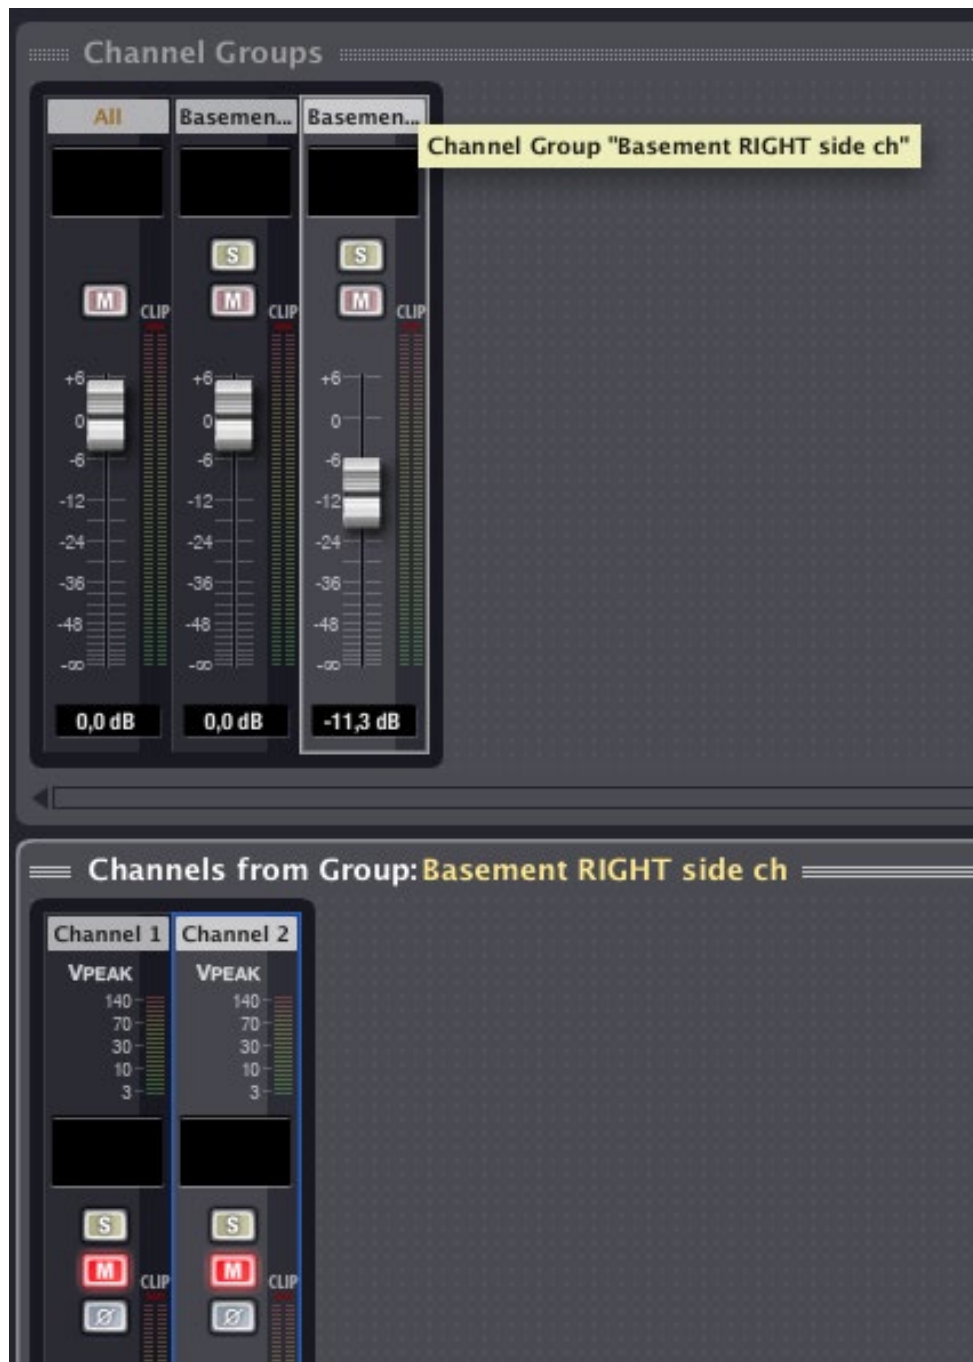 Channel Groups
All Basemen... Basemen...
Channel Group "Basement RIGHT side ch"
S S
M M M
CLIP CLIP CLIP
+6 +6 +6
0 0 0
-6 -6 -6
-12 -12 -12
-24 -24 -24
-36 -36 -36
-48 -48 -48
-∞ -∞ -∞
0,0 dB 0,0 dB -11,3 dB
Channels from Group: Basement RIGHT side ch
Channel 1 Channel 2
VPEAK VPEAK
140 140
70 70
30 30
10 10
3 3
S S
M M
CLIP CLIP
Ø Ø